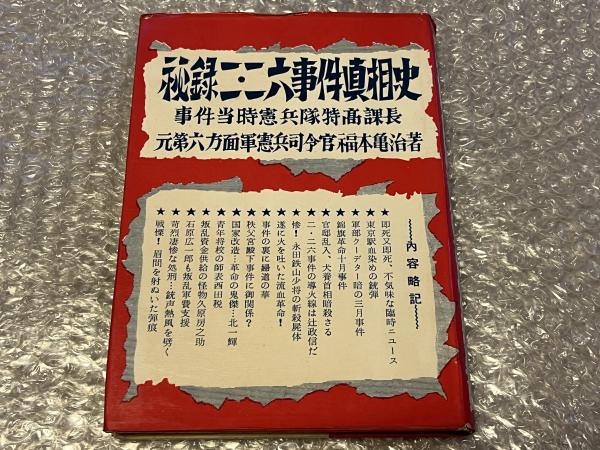 秘録二・二六事件真相史
事件当時憲兵隊特高課長
元第六方面軍憲兵司令官福本亀治著
内容略記
★即死又即死、不気味な臨時ニュース
★東京駅血染めの銃弾
★軍部クーデター暗の三月事件
★錦旗革命十月事件
★官邸乱入、犬養首相暗殺さる
★二・二六事件の導火線は辻政信だ
★惨!永田鉄山少将の斬殺屍体
★遂に火を吐いた流血革命!
★事件の裏に繙道の華
★秩父宮殿下事件に御関係?
★国家改造…革命の鬼傑…北一輝
★青年将校の師表西田税
★叛乱資金供給の怪物久原房之助
★石原広一郎も叛乱軍費支援
★苛烈凄惨な処刑…銃声熱風を劈く
★戦慄!眉間を射ぬいた弾痕